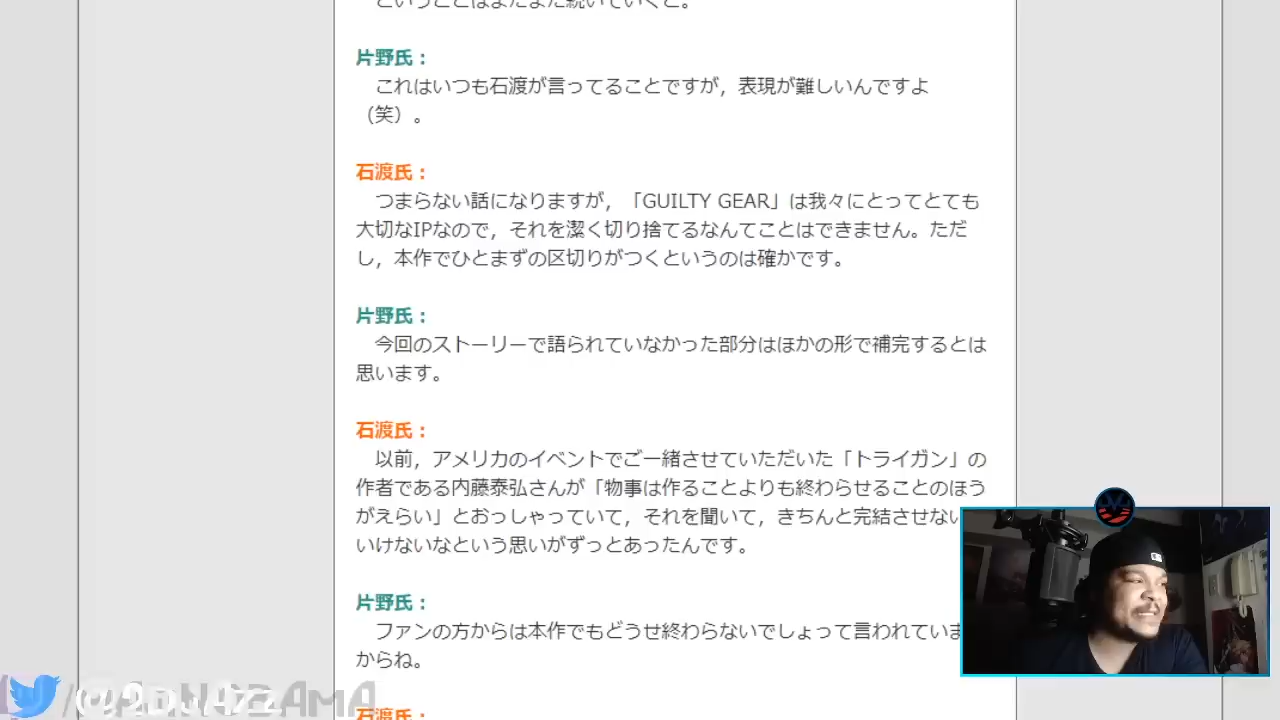 ということはまだまだ続いていくと。
片野氏：
これはいつも石渡が言ってることですが，表現が難しいんですよ
（笑）。
石渡氏：
つまらない話になりますが，「GUILTY GEAR」は我々にとってとても
大切なIPなので，それを潔く切り捨てるなんてことはできません。ただ
し，本作でひとまずの区切りがつくというのは確かです。
片野氏：
今回のストーリーで語られていなかった部分はほかの形で補完するとは
思います。
石渡氏：
以前，アメリカのイベントでご一緒させていただいた「トライガン」の
作者である内藤泰弘さんが「物事は作ることよりも終わらせることのほう
がえらい」とおっしゃっていて，それを聞いて，きちんと完結させない
いけないなという思いがずっとあったんです。
片野氏：
ファンの方からは本作でもどうせ終わらないでしょって言われていま
からね。
石渡氏：